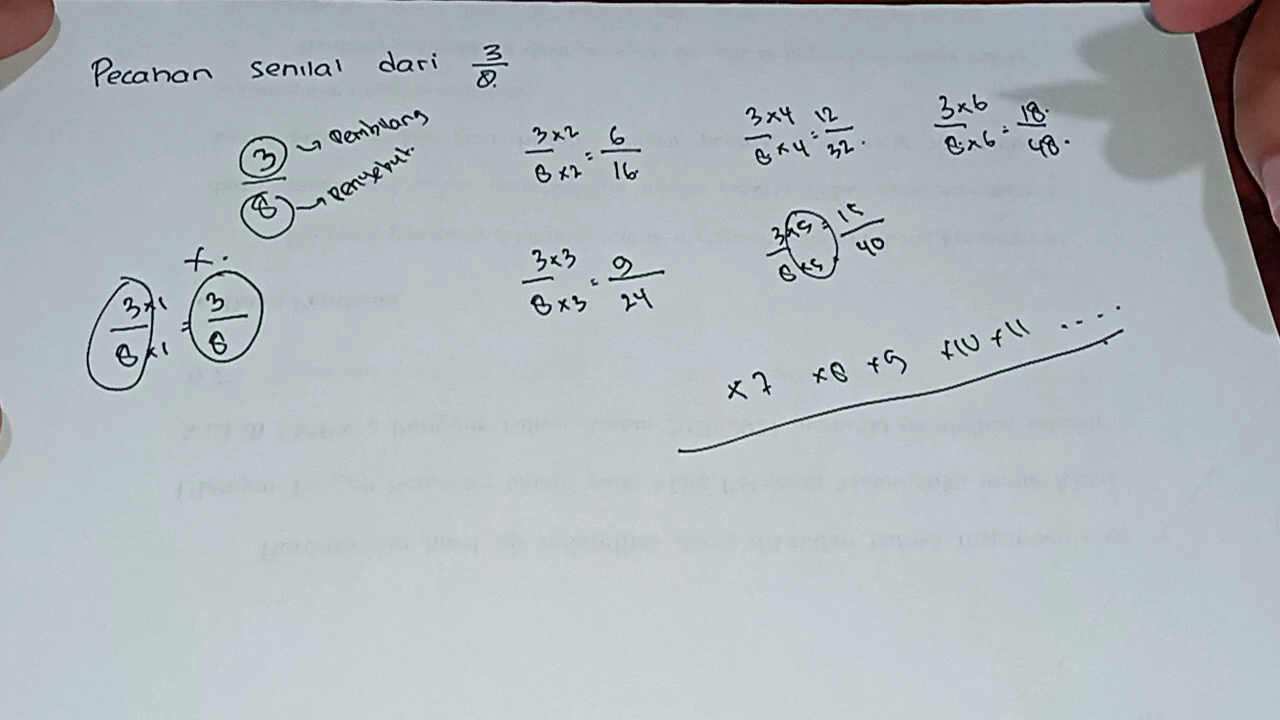 Pecahan senilai dari 3/8
3 → Pembilang
8 → Penyebut.
x.
3x1/8x1 = 3/8
3x2/8x2 = 6/16
3x3/8x3 = 9/24
3x4/8x4 = 12/32.
3x5/8x5 = 15/40
3x6/8x6 = 18/48.
x7 x8 x9 x10 x11 ....